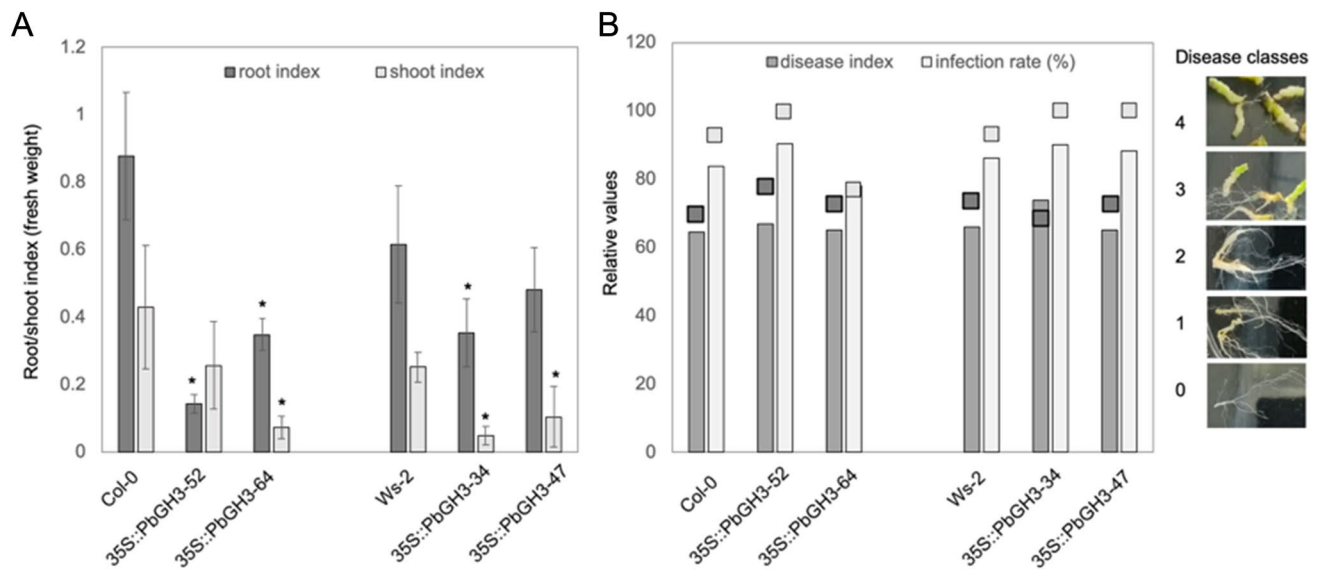 A
Root/shoot index (fresh weight)
1.2
1
0.8
0.6
0.4
0.2
0
root index
shoot index
*
*
*
*
*
*
Col-0
35S::PbGH3-52
35S::PbGH3-64
Ws-2
35S::PbGH3-34
35S::PbGH3-47
B
Relative values
120
100
80
60
40
20
0
disease index
infection rate (%)
Col-0
35S::PbGH3-52
35S::PbGH3-64
Ws-2
35S::PbGH3-34
35S::PbGH3-47
Disease classes
4
3
2
1
0